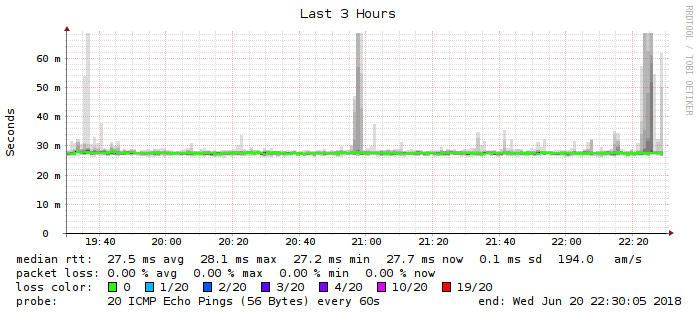 Last 3 Hours
RRDTOOL / TOBI OETIKER
Seconds
60 m
50 m
40 m
30 m
20 m
10 m
0
19:40 20:00 20:20 20:40 21:00 21:20 21:40 22:00 22:20
median rtt: 27.5 ms avg 28.1 ms max 27.2 ms min 27.7 ms now 0.1 ms sd 194.0 am/s
packet loss: 0.00 % avg 0.00 % max 0.00 % min 0.00 % now
loss color: 0 1/20 2/20 3/20 4/20 10/20 19/20
probe: 20 ICMP Echo Pings (56 Bytes) every 60s end: Wed Jun 20 22:30:05 2018